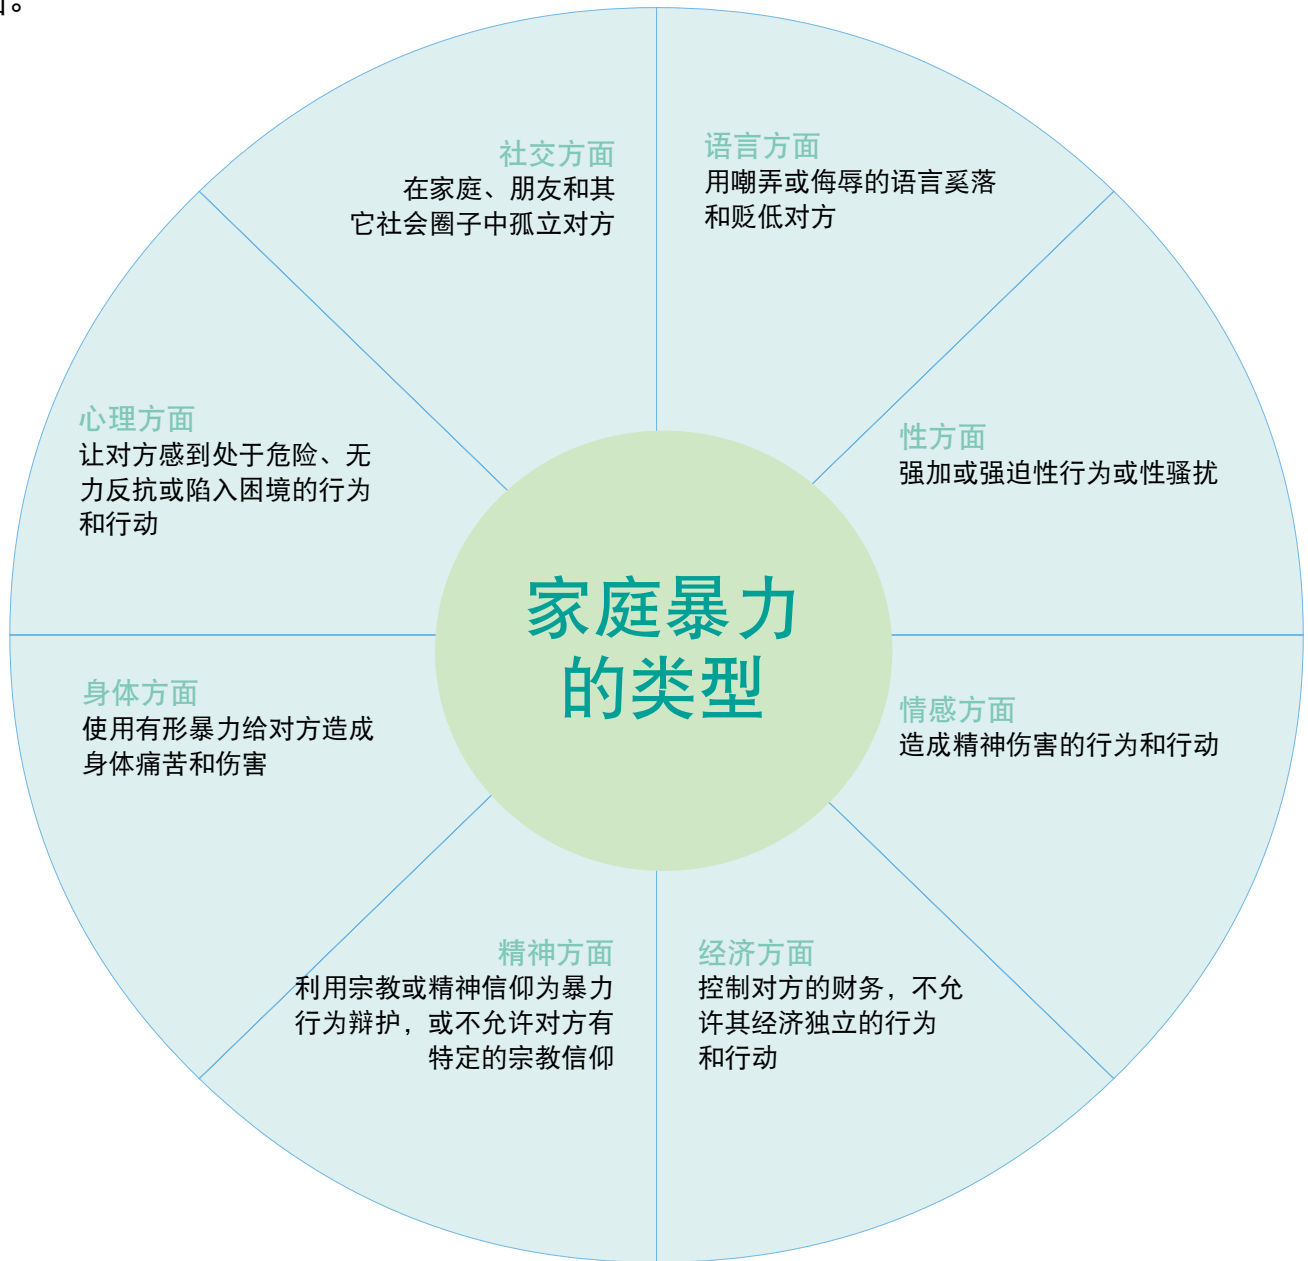 社交方面
在家庭、朋友和其
它社会圈子中孤立对方
语言方面
用嘲弄或侮辱的语言奚落
和贬低对方
心理方面
让对方感到处于危险、无
力反抗或陷入困境的行为
和行动
性方面
强加或强迫性行为或性骚扰
家庭暴力
的类型
身体方面
使用有形暴力给对方造成
身体痛苦和伤害
情感方面
造成精神伤害的行为和行动
精神方面
利用宗教或精神信仰为暴力
行为辩护，或不允许对方有
特定的宗教信仰
经济方面
控制对方的财务，不允
许其经济独立的行为
和行动